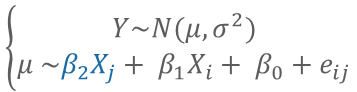 Y~N(μ, σ²)
μ ~β₂Xⱼ + β₁Xᵢ + β₀ + eᵢⱼ